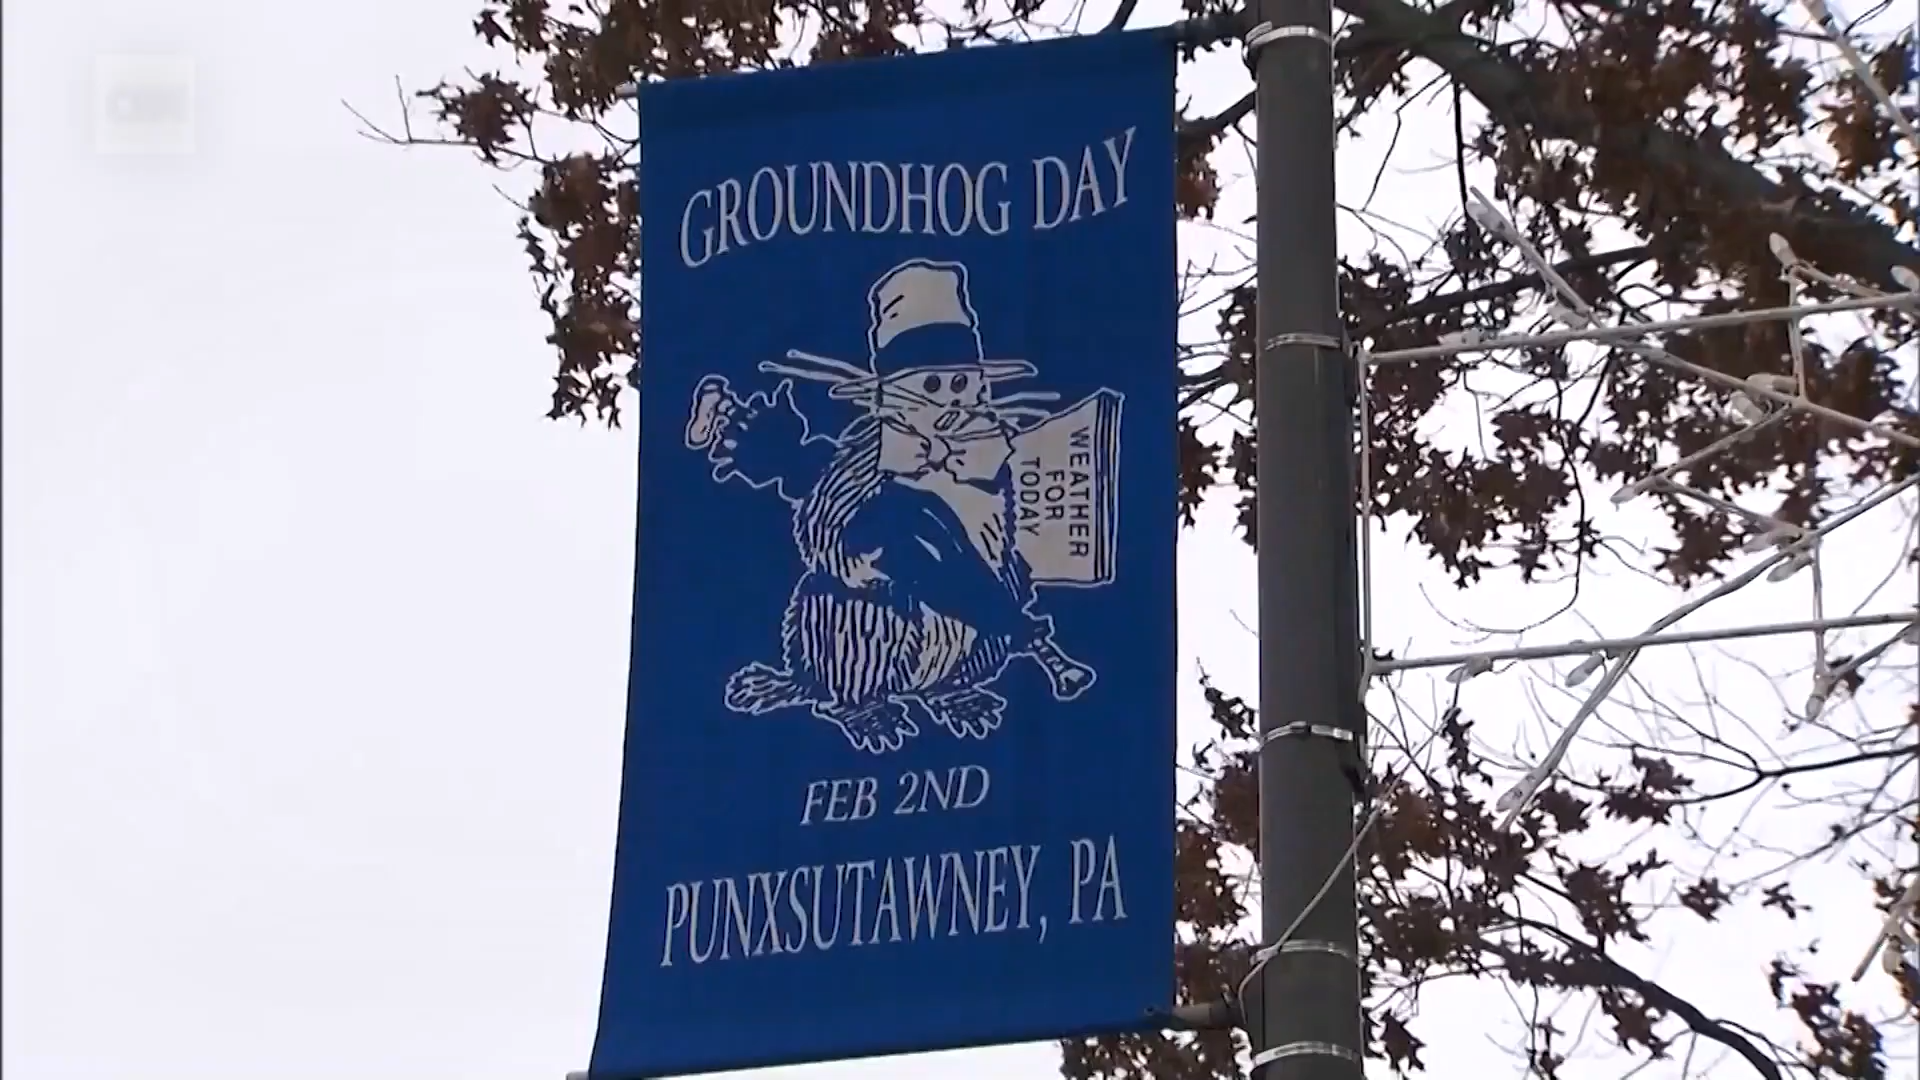 GROUNDHOG DAY
WEATHER
FOR
TODAY
FEB 2ND
PUNXSUTAWNEY, PA